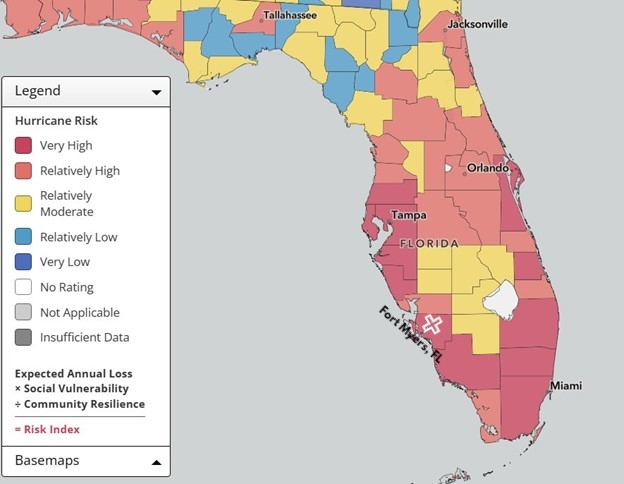 Tallahassee
Jacksonville
Legend
Hurricane Risk
Very High
Relatively High
Relatively
Moderate
Relatively Low
Very Low
No Rating
Not Applicable
Insufficient Data
Expected Annual Loss
× Social Vulnerability
÷ Community Resilience
= Risk Index
Basemaps
Orlando
Tampa
FLORIDA
Fort Myers, FL
Miami